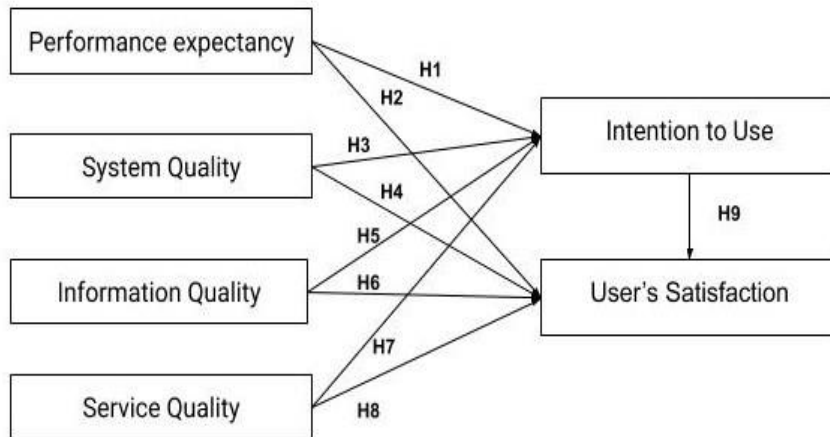 Performance expectancy
H1
H2
Intention to Use
System Quality
H3
H4
H9
H5
Information Quality
H6
User's Satisfaction
H7
Service Quality
H8